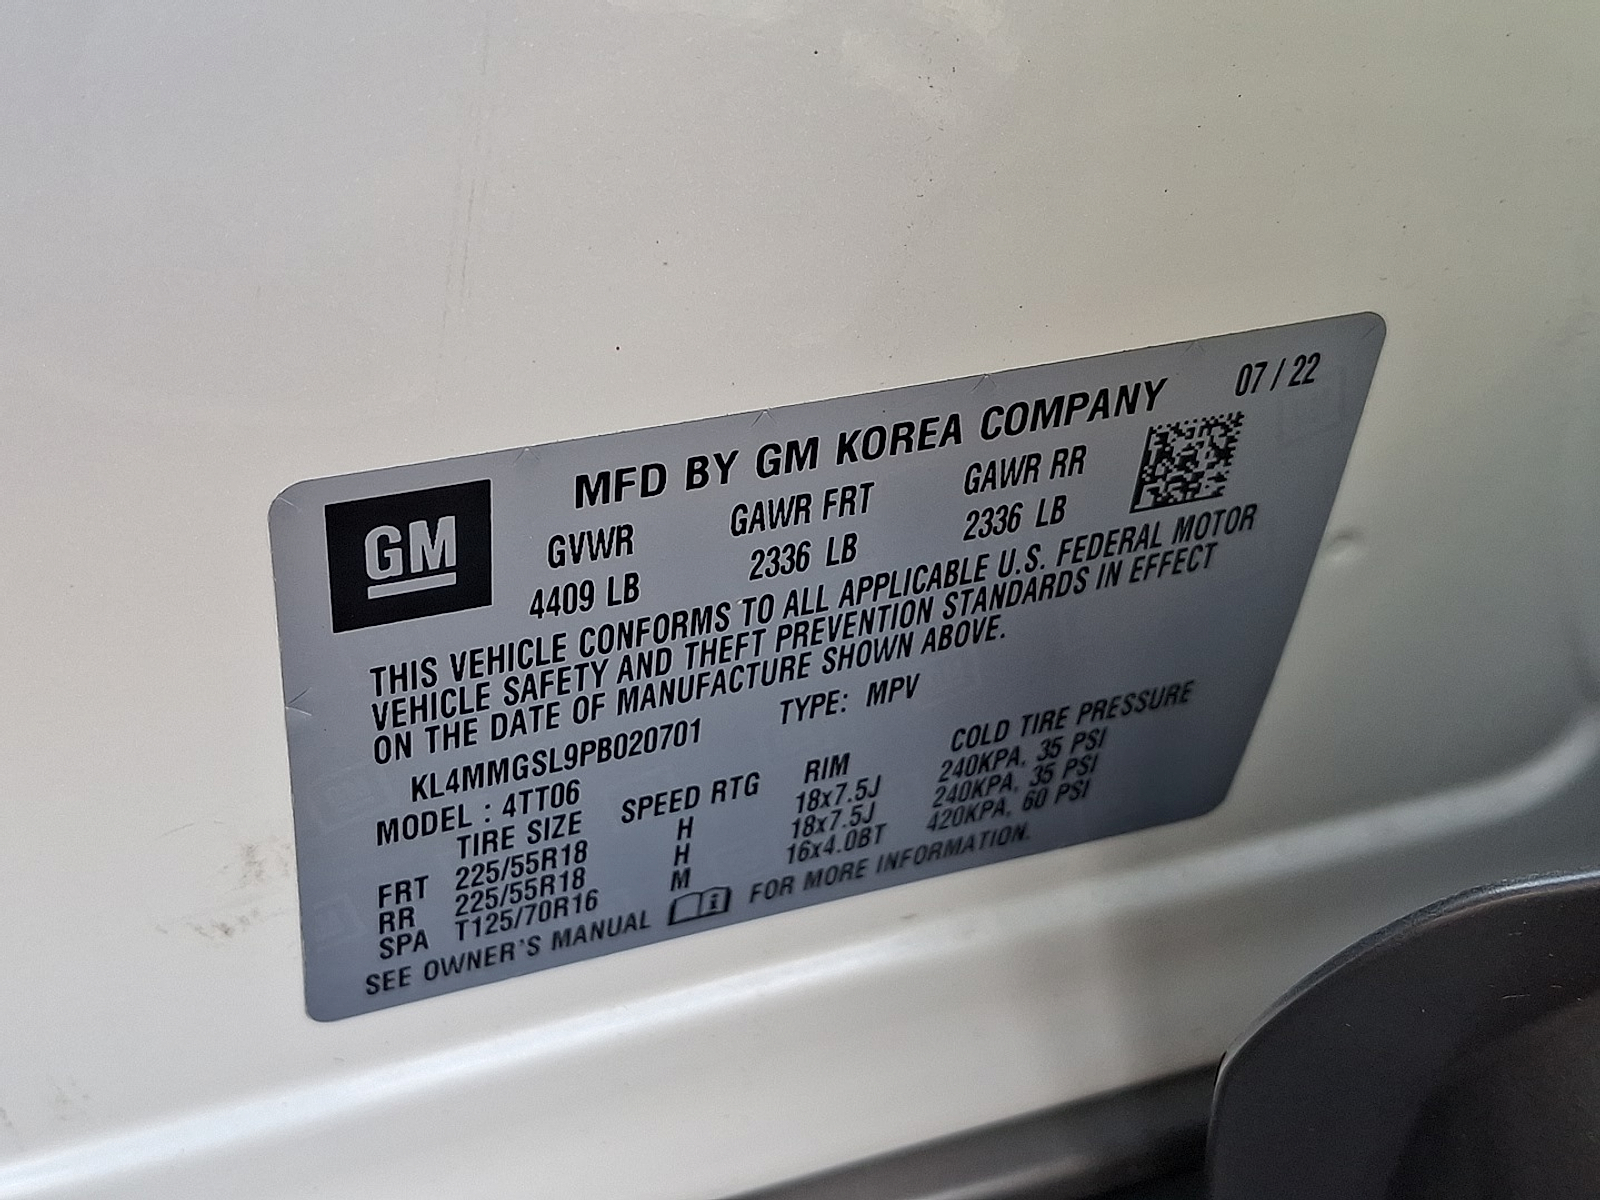 07 / 22
MFD BY GM KOREA COMPANY
GM
GVWR GAWR FRT GAWR RR
4409 LB 2336 LB 2336 LB
THIS VEHICLE CONFORMS TO ALL APPLICABLE U.S. FEDERAL MOTOR
VEHICLE SAFETY AND THEFT PREVENTION STANDARDS IN EFFECT
ON THE DATE OF MANUFACTURE SHOWN ABOVE.
KL4MMGSL9PB020701 TYPE: MPV
MODEL : 4TT06
TIRE SIZE SPEED RTG RIM COLD TIRE PRESSURE
FRT 225/55R18 H 18x7.5J 240KPA, 35 PSI
RR 225/55R18 H 18x7.5J 240KPA, 35 PSI
SPA T125/70R16 M 16x4.0BT 420KPA, 60 PSI
SEE OWNER'S MANUAL FOR MORE INFORMATION.